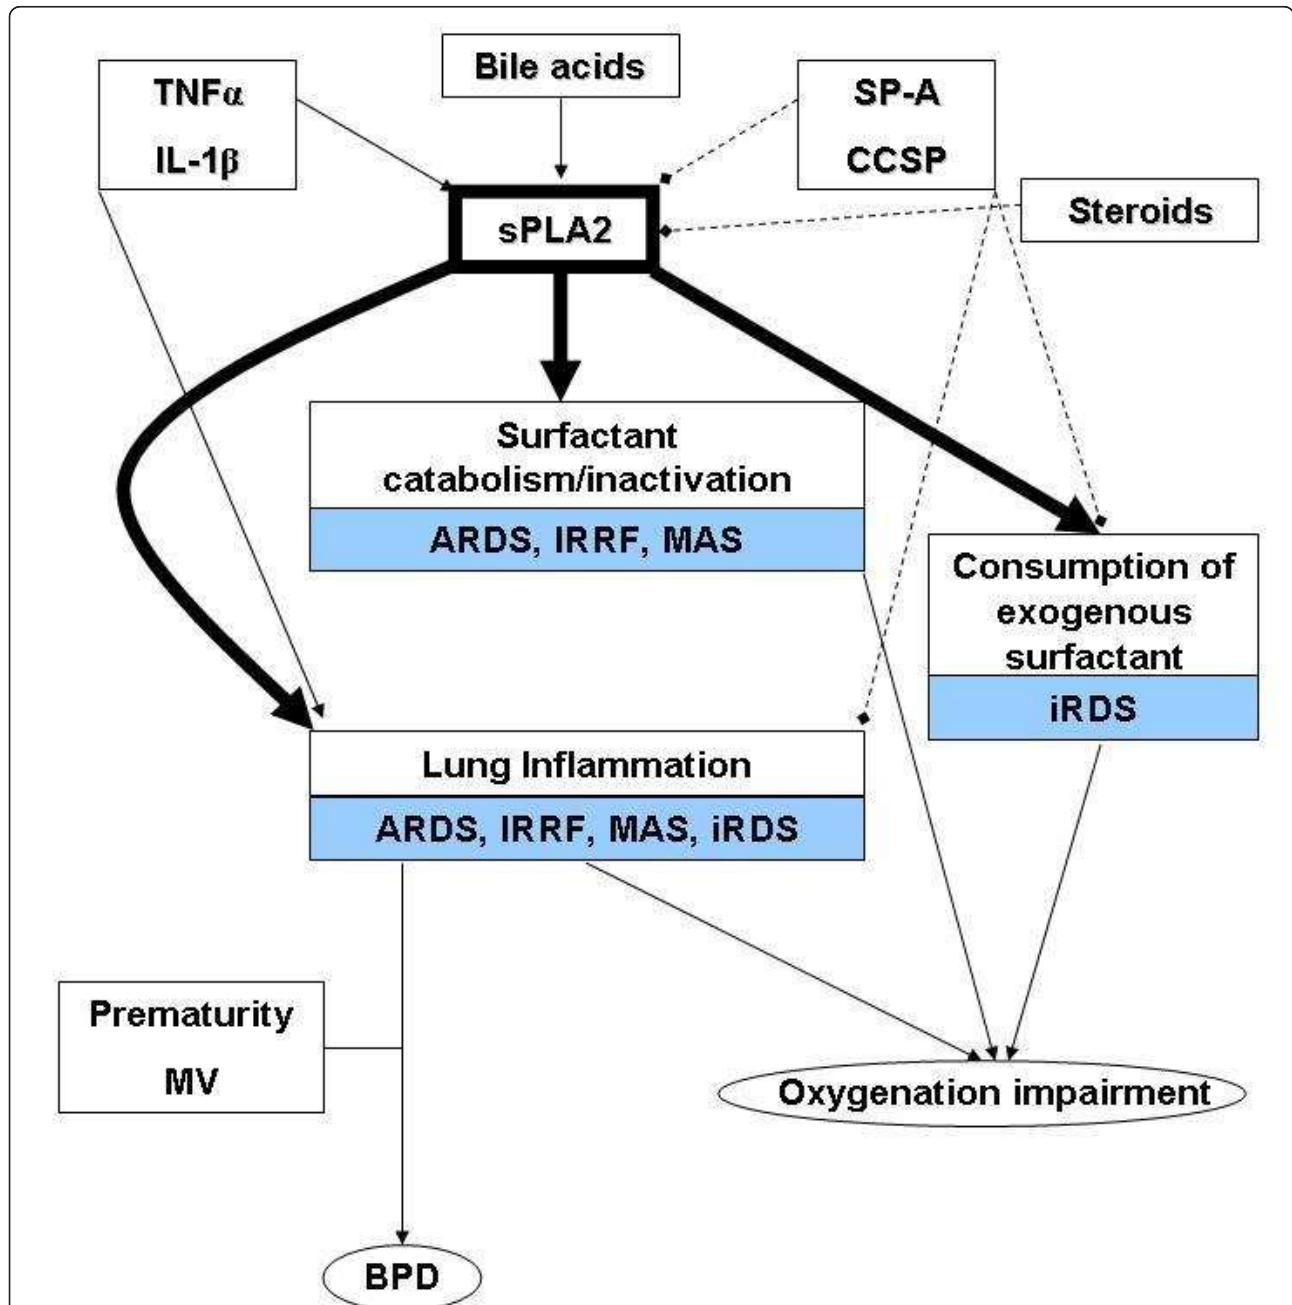 Bile acids
TNFα
IL-1β
SP-A
CCSP
Steroids
sPLA2
Surfactant
catabolism/inactivation
ARDS, IRRF, MAS
Consumption of
exogenous
surfactant
iRDS
Lung Inflammation
ARDS, IRRF, MAS, iRDS
Prematurity
MV
Oxygenation impairment
BPD